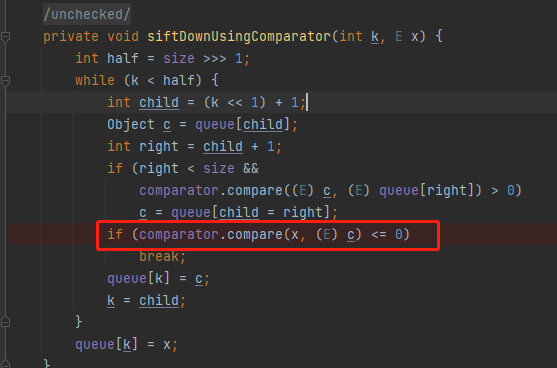 /unchecked/
private void siftDownUsingComparator(int k, E x) {
int half = size >>> 1;
while (k < half) {
int child = (k << 1) + 1;
Object c = queue[child];
int right = child + 1;
if (right < size &&
comparator.compare((E) c, (E) queue[right]) > 0)
c = queue[child = right];
if (comparator.compare(x, (E) c) <= 0)
break;
queue[k] = c;
k = child;
}
queue[k] = x;
}